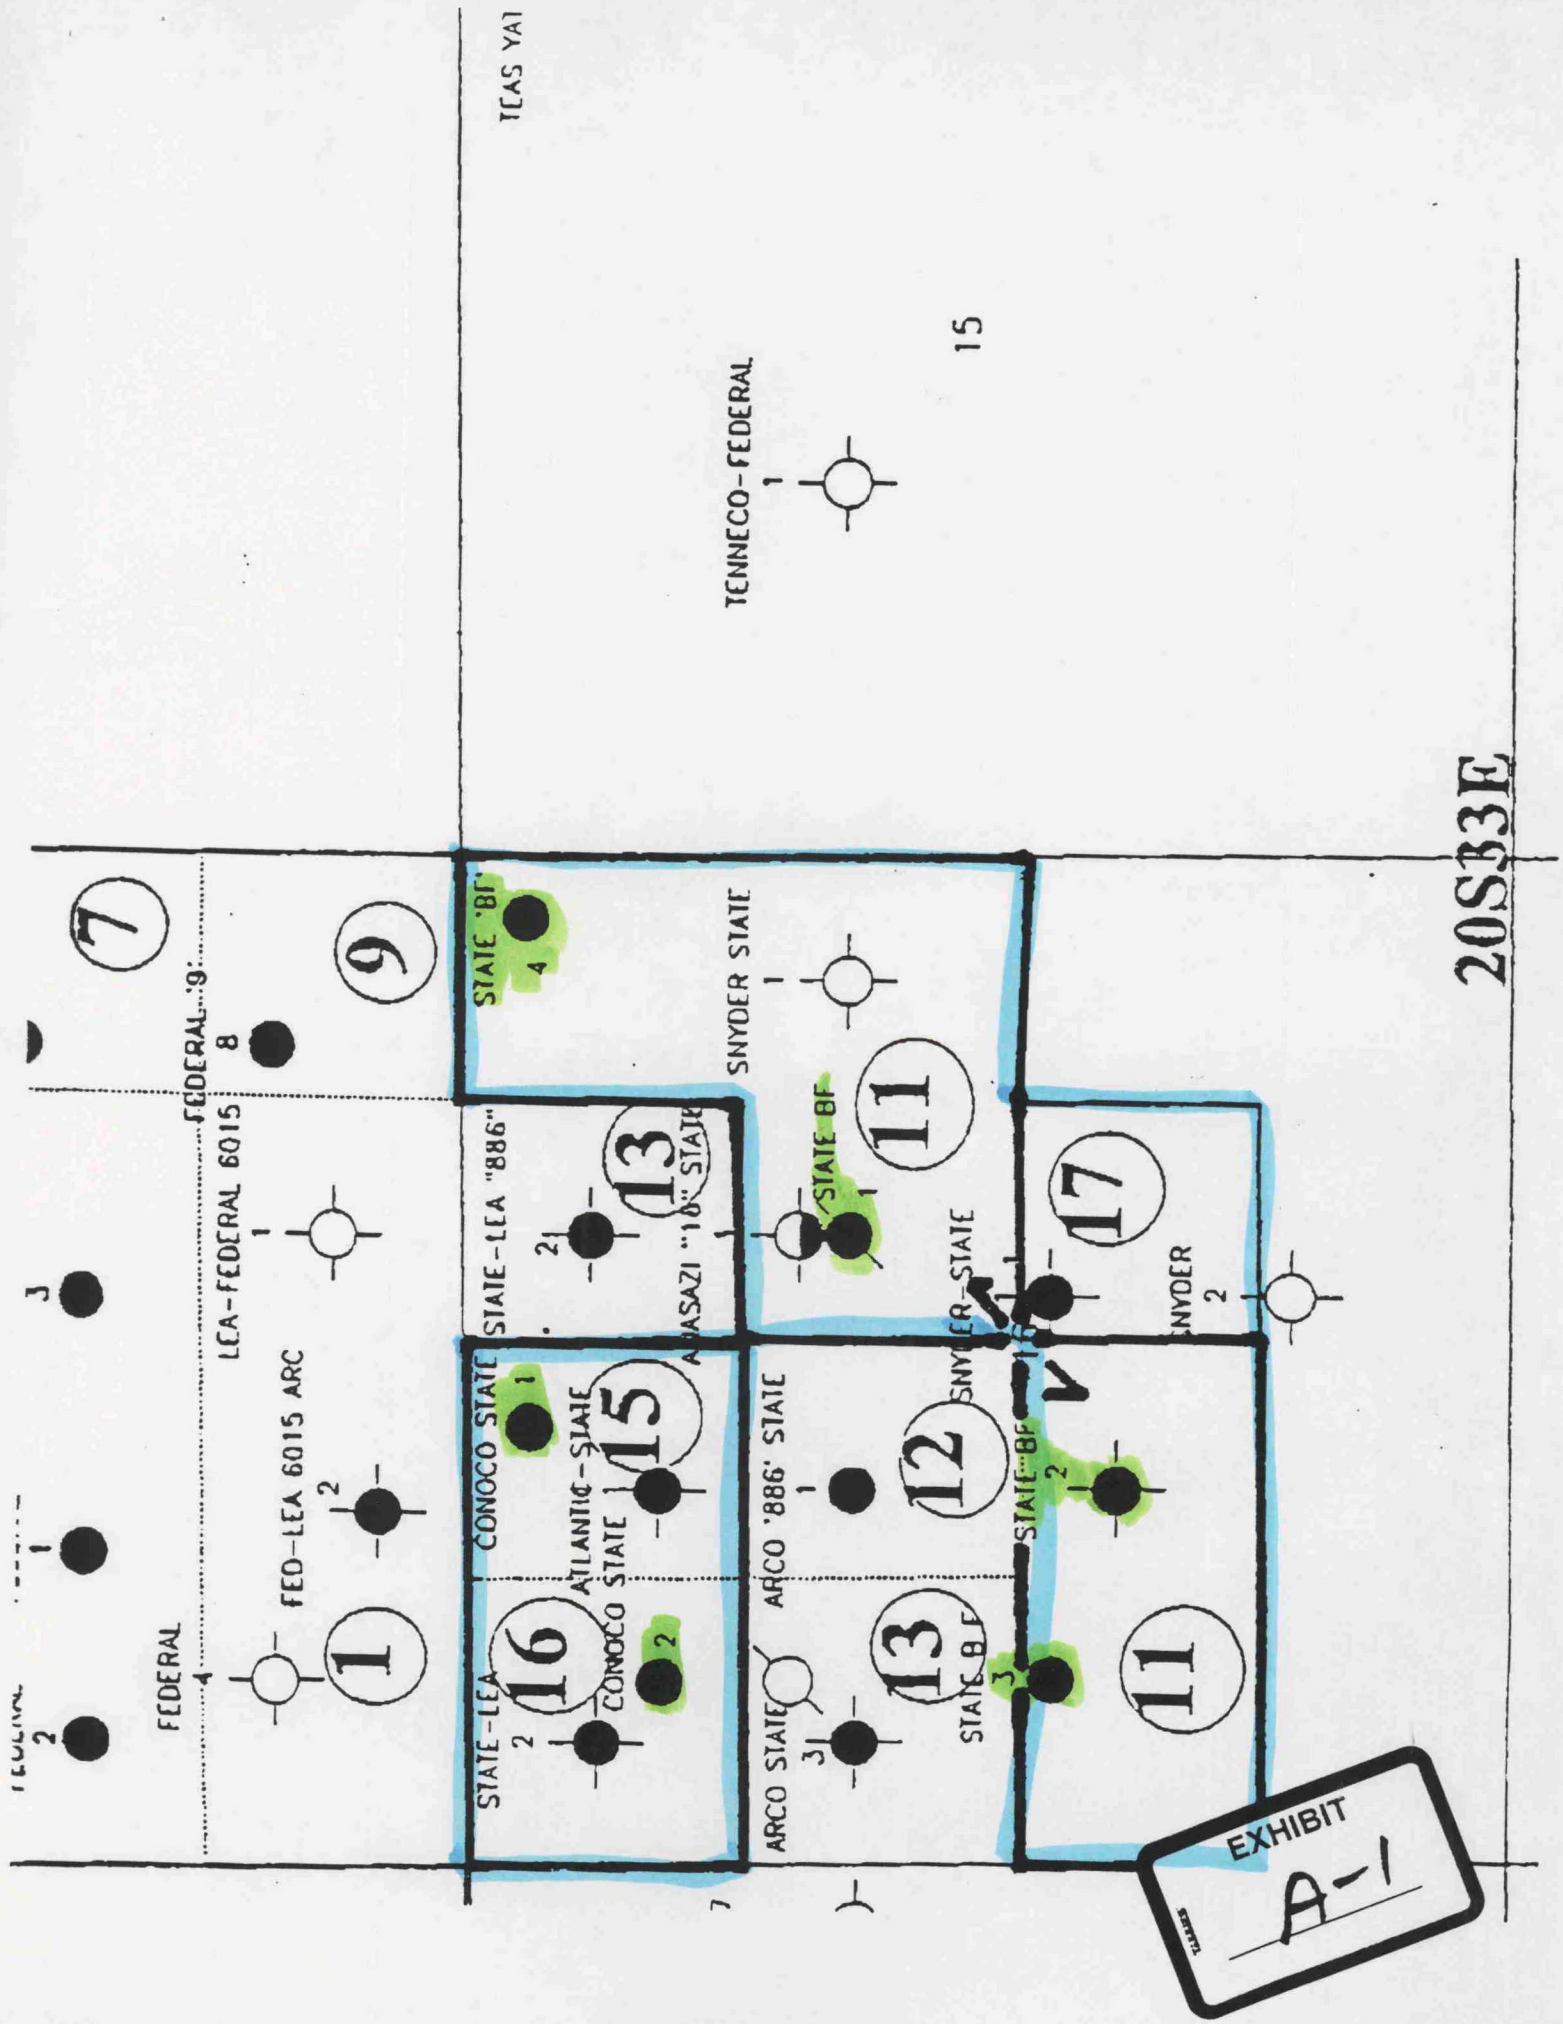 TEAS YAT
15
TENNECO-FEDERAL
1
20S33E
7
FEDERAL '9'
8
9
STATE 'BF'
4
SNYDER STATE
1
STATE BF
1
11
3
LEA-FEDERAL 6015
1
STATE-LEA "886"
2
13
1
SNYDER-STATE
1
17
SNYDER
2
1
FED-LEA 6015 ARC
2
CONOCO STATE
1
ATLANTIC-STATE
1
15
ARCO '886' STATE
1
12
STATE-BF
2
2
FEDERAL
1
STATE-LEA
2
16
CONOCO STATE
2
ARCO STATE
3
13
STATE B F
3
11
EXHIBIT
A-1